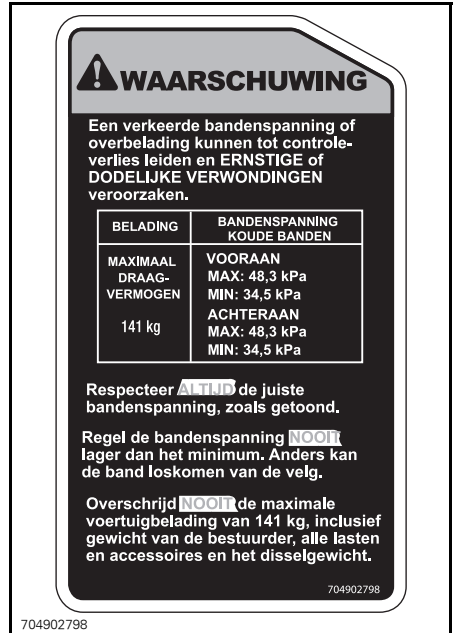 WAARSCHUWING
Een verkeerde bandenspanning of
overbelading kunnen tot controle-
verlies leiden en ERNSTIGE of
DODELIJKE VERWONDINGEN
veroorzaken.
BELADING
BANDENSPANNING
KOUDE BANDEN
MAXIMAAL
DRAAG-
VERMOGEN
141 kg
VOORAAN
MAX: 48,3 kPa
MIN: 34,5 kPa
ACHTERAAN
MAX: 48,3 kPa
MIN: 34,5 kPa
Respecteer ALTIJD de juiste
bandenspanning, zoals getoond.
Regel de bandenspanning NOOIT
lager dan het minimum. Anders kan
de band loskomen van de velg.
Overschrijd NOOIT de maximale
voertuigbelading van 141 kg, inclusief
gewicht van de bestuurder, alle lasten
en accessoires en het disselgewicht.
704902798
704902798